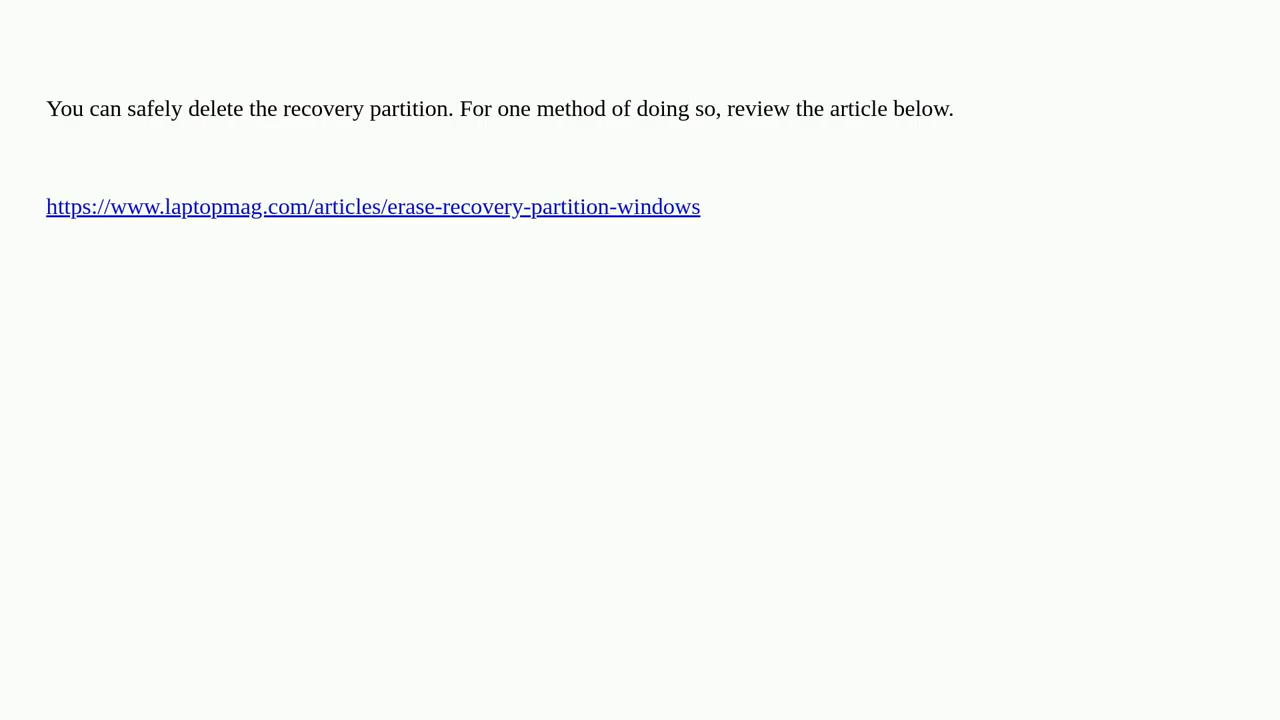 You can safely delete the recovery partition. For one method of doing so, review the article below.
https://www.laptopmag.com/articles/erase-recovery-partition-windows